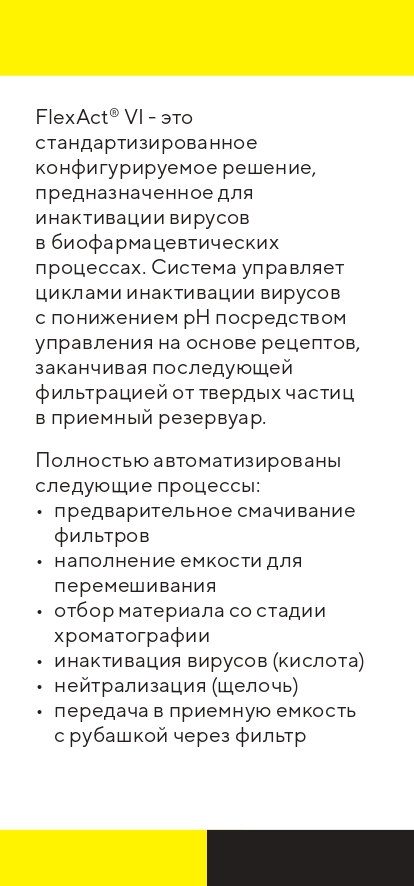 FlexAct® VI - это
стандартизированное
конфигурируемое решение,
предназначенное для
инактивации вирусов
в биофармацевтических
процессах. Система управляет
циклами инактивации вирусов
с понижением pH посредством
управления на основе рецептов,
заканчивая последующей
фильтрацией от твердых частиц
в приемный резервуар.
Полностью автоматизированы
следующие процессы:
• предварительное смачивание
фильтров
• наполнение емкости для
перемешивания
• отбор материала со стадии
хроматографии
• инактивация вирусов (кислота)
• нейтрализация (щелочь)
• передача в приемную емкость
с рубашкой через фильтр